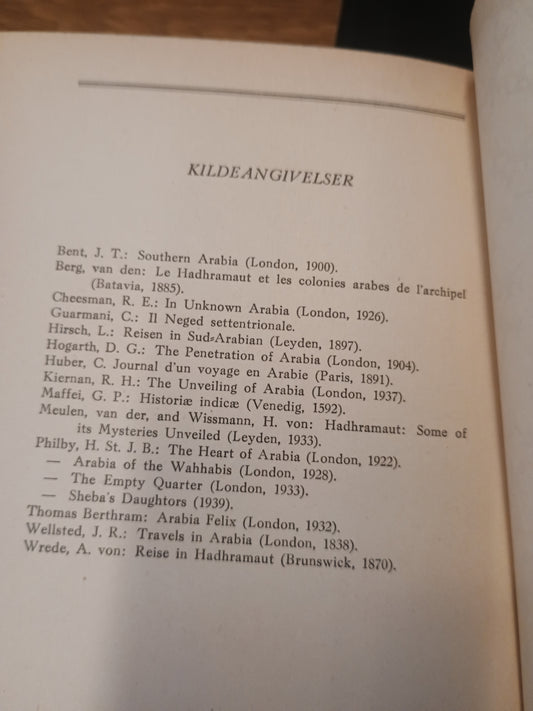 KILDEANGIVELSER
Bent, J. T.: Southern Arabia (London, 1900).
Berg, van den: Le Hadhramaut et les colonies arabes de l'archipel
(Batavia, 1885).
Cheesman, R. E.: In Unknown Arabia (London, 1926).
Guarmani, C.: Il Neged settentrionale.
Hirsch, L.: Reisen in Sud-Arabian (Leyden, 1897).
Hogarth, D. G.: The Penetration of Arabia (London, 1904).
Huber, C. Journal d'un voyage en Arabie (Paris, 1891).
Kiernan, R. H.: The Unveiling of Arabia (London, 1937).
Maffei, G. P.: Historiæ indicæ (Venedig, 1592).
Meulen, van der, and Wissmann, H. von: Hadhramaut: Some of
its Mysteries Unveiled (Leyden, 1933).
Philby, H. St. J. B.: The Heart of Arabia (London, 1922).
— Arabia of the Wahhabis (London, 1928).
— The Empty Quarter (London, 1933).
— Sheba's Daughtors (1939).
Thomas Berthram: Arabia Felix (London, 1932).
Wellsted, J. R.: Travels in Arabia (London, 1838).
Wrede, A. von: Reise in Hadhramaut (Brunswick, 1870).